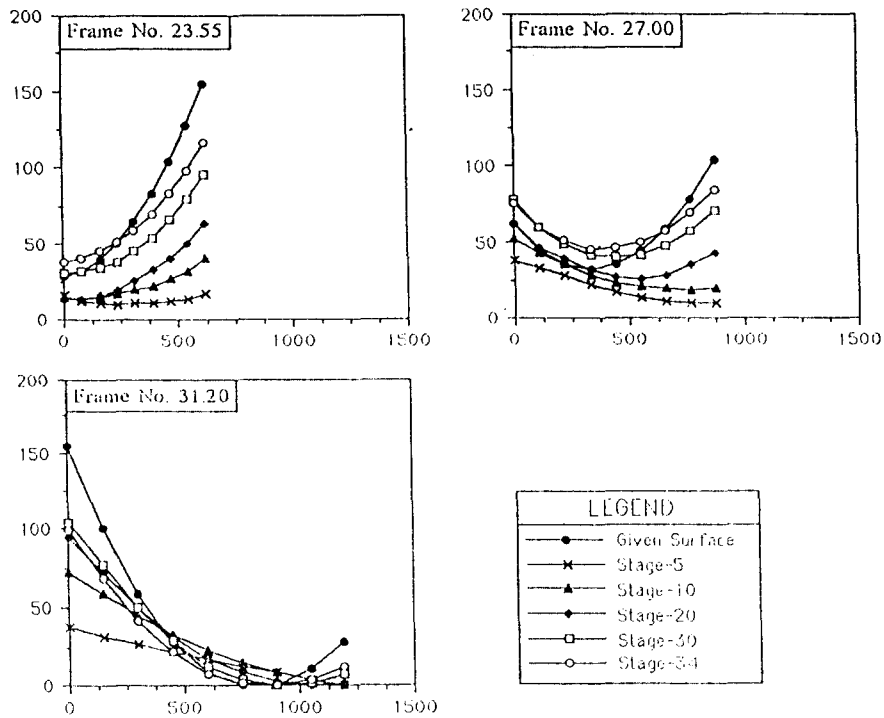 200
Frame No. 23.55
150
100
50
0
0 500 1000 1500
200
Frame No. 27.00
150
100
50
0
0 500 1000 1500
200
Frame No. 31.20
150
100
50
0
0 500 1000 1500
LEGEND
Given Surface
Stage-5
Stage-10
Stage-20
Stage-30
Stage-34